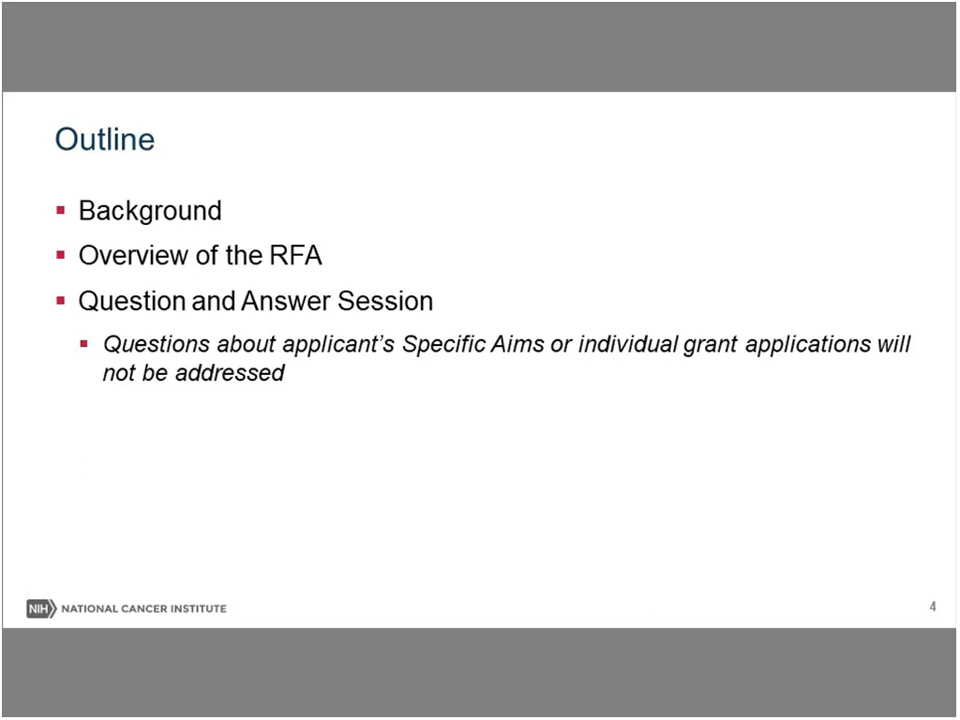 Outline
Background
Overview of the RFA
Question and Answer Session
Questions about applicant’s Specific Aims or individual grant applications will
not be addressed
NIH NATIONAL CANCER INSTITUTE
4